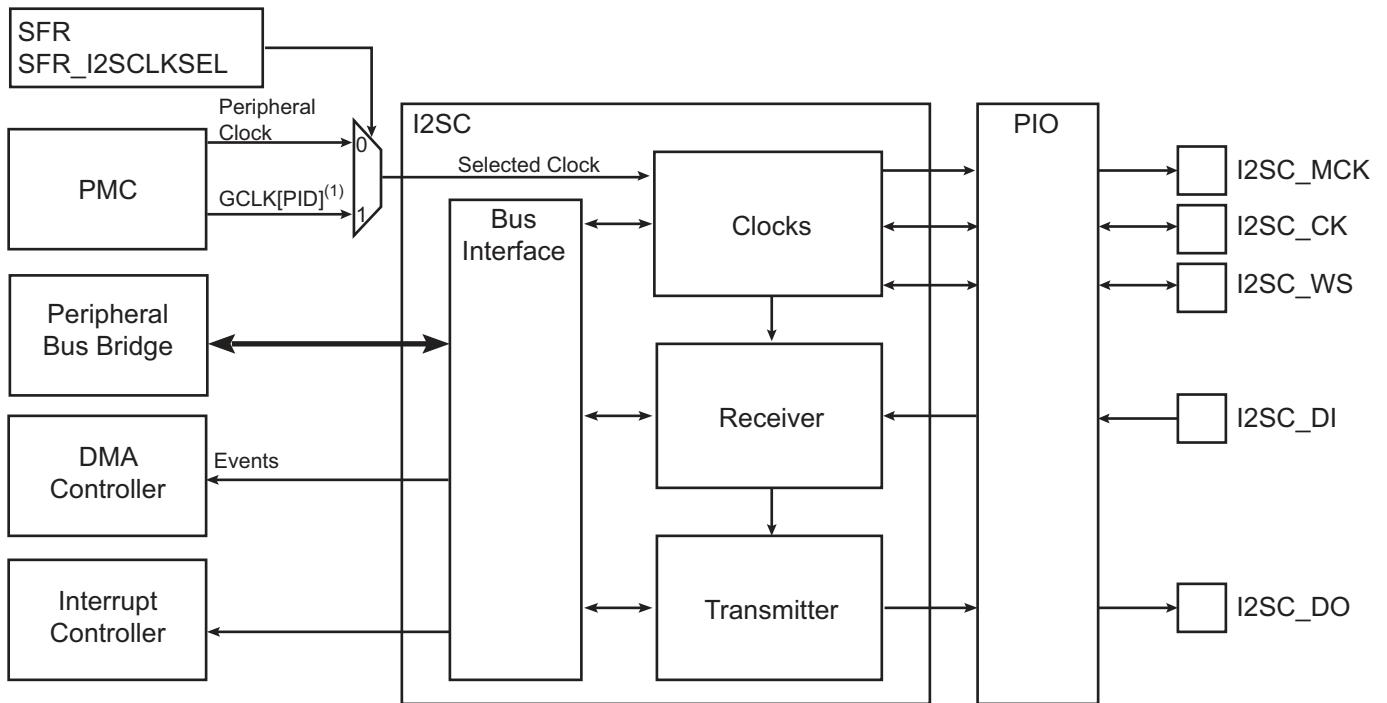 SFR
SFR_I2SCLKSEL
Peripheral
Clock
PMC
GCLK[PID](1)
0
1
I2SC
Selected Clock
Bus
Interface
Clocks
PIO
I2SC_MCK
I2SC_CK
I2SC_WS
Peripheral
Bus Bridge
Receiver
I2SC_DI
DMA
Controller
Events
Interrupt
Controller
Transmitter
I2SC_DO